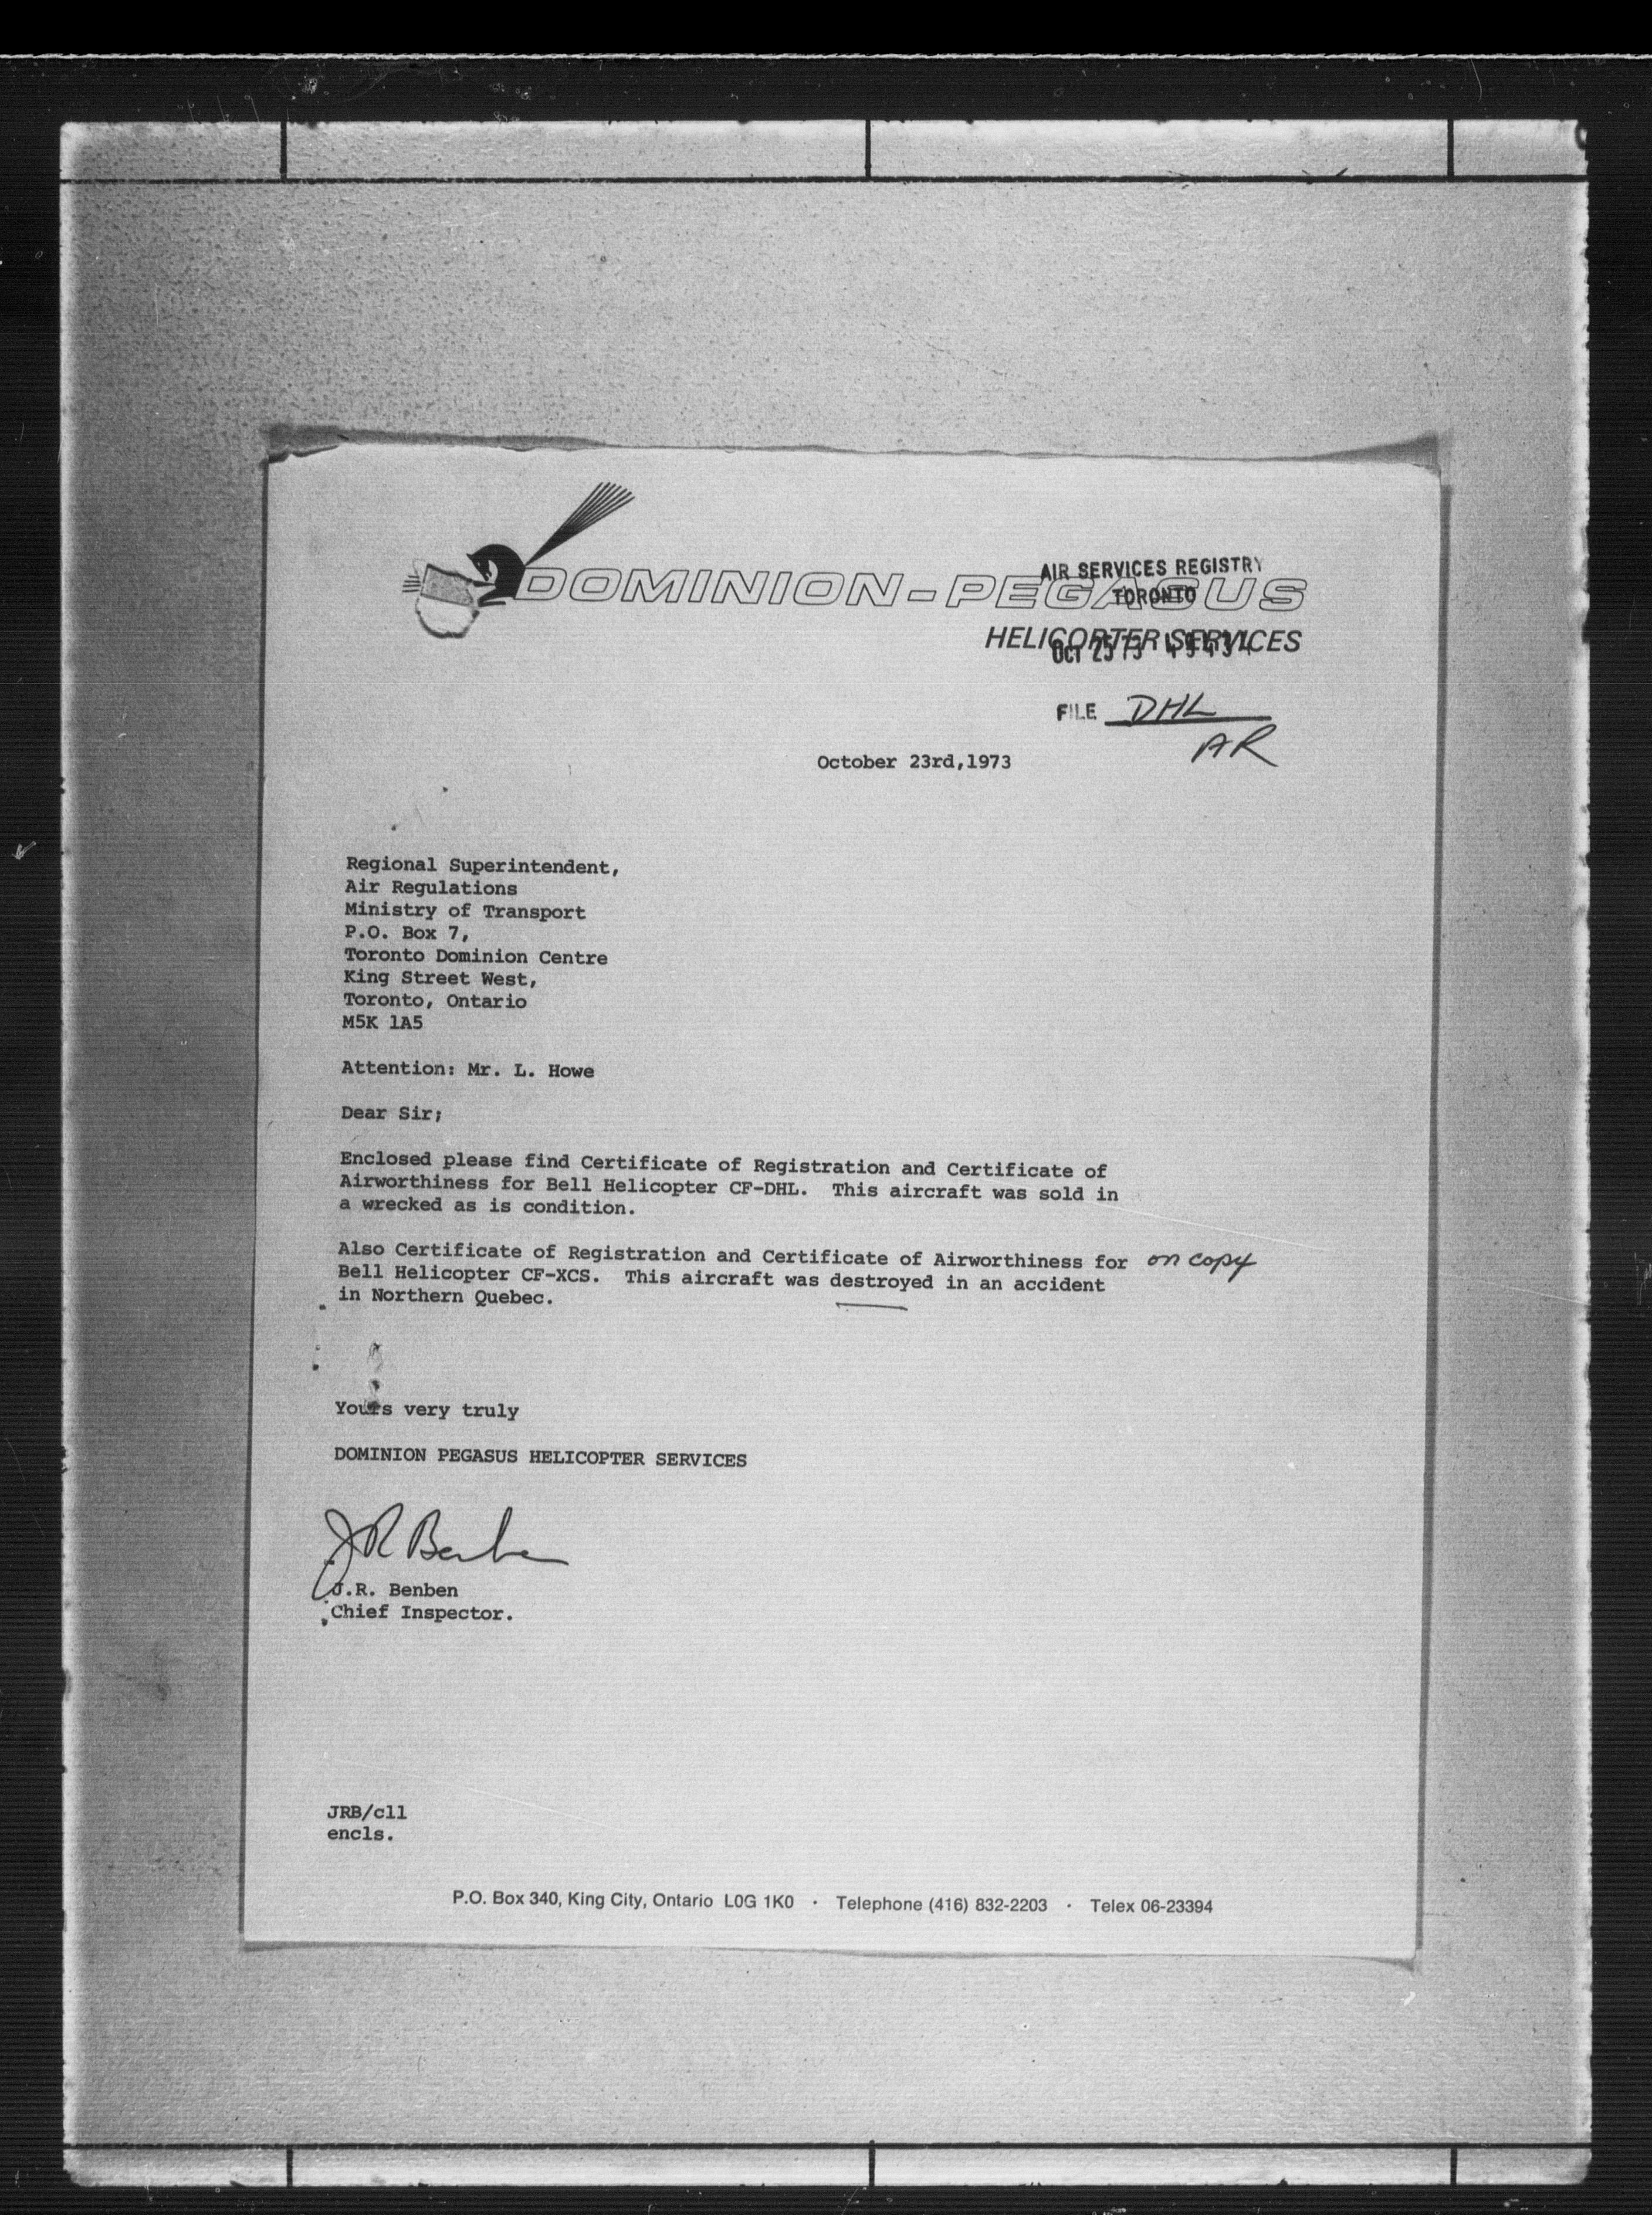 DOMINION-PEGASUS
HELICOPTER SERVICES
AIR SERVICES REGISTRY
TORONTO
OCT 25 73
FILE DHL
AR
October 23rd,1973
Regional Superintendent,
Air Regulations
Ministry of Transport
P.O. Box 7,
Toronto Dominion Centre
King Street West,
Toronto, Ontario
M5K 1A5
Attention: Mr. L. Howe
Dear Sir;
Enclosed please find Certificate of Registration and Certificate of
Airworthiness for Bell Helicopter CF-DHL. This aircraft was sold in
a wrecked as is condition.
Also Certificate of Registration and Certificate of Airworthiness for on copy
Bell Helicopter CF-XCS. This aircraft was destroyed in an accident
in Northern Quebec.
Yours very truly
DOMINION PEGASUS HELICOPTER SERVICES
JR Benben
J.R. Benben
Chief Inspector.
JRB/cll
encls.
P.O. Box 340, King City, Ontario L0G 1K0 · Telephone (416) 832-2203 · Telex 06-23394